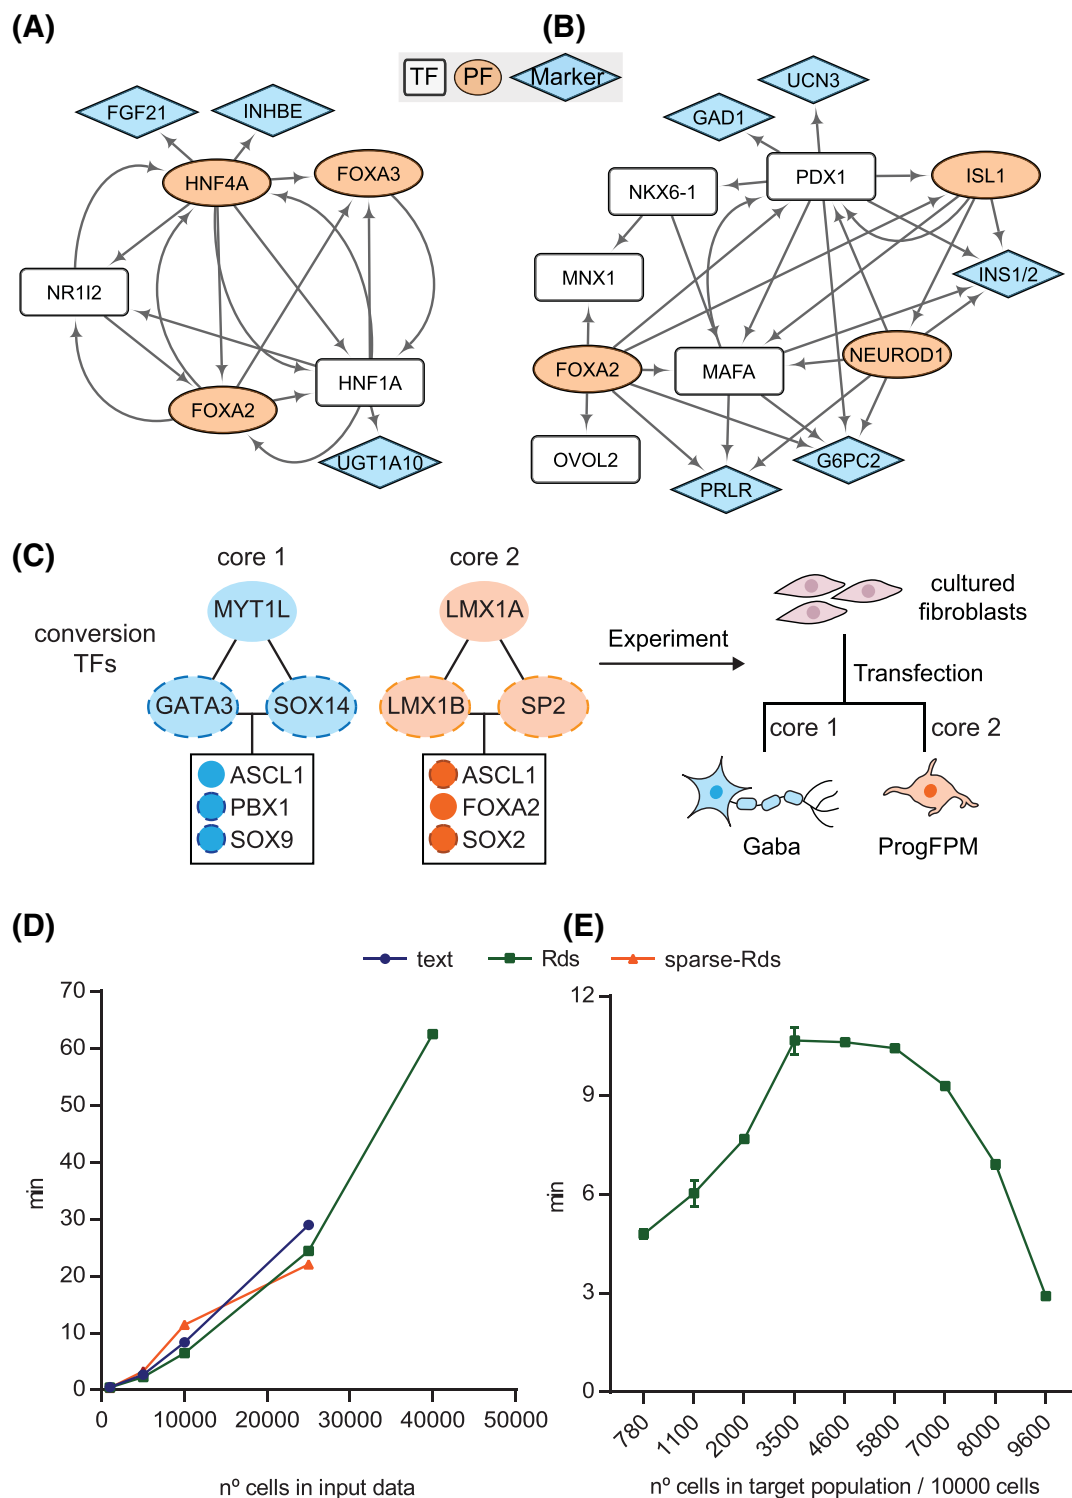 (A)
(B)
TF PF Marker
FGF21
INHBE
HNF4A
FOXA3
NR1I2
HNF1A
FOXA2
UGT1A10
UCN3
GAD1
PDX1
ISL1
NKX6-1
MNX1
INS1/2
FOXA2
MAFA
NEUROD1
OVOL2
G6PC2
PRLR
(C)
core 1
core 2
MYT1L
LMX1A
conversion
TFs
GATA3
SOX14
LMX1B
SP2
ASCL1
PBX1
SOX9
ASCL1
FOXA2
SOX2
Experiment
cultured
fibroblasts
Transfection
core 1
core 2
Gaba
ProgFPM
(D)
(E)
text Rds sparse-Rds
70
60
50
40
30
20
10
0
min
0 10000 20000 30000 40000 50000
nº cells in input data
12
9
6
3
0
min
780 1100 2000 3500 4600 5800 7000 8000 9600
nº cells in target population / 10000 cells